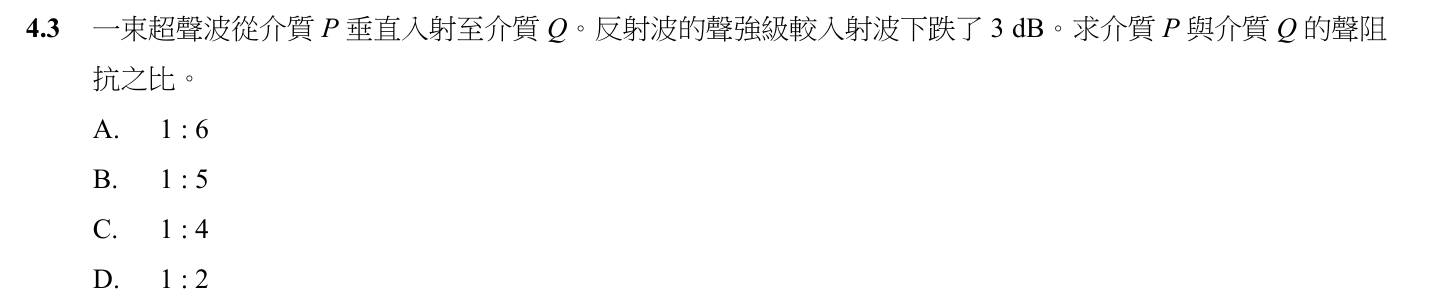 4.3 一束超聲波從介質 P 垂直入射至介質 Q。反射波的聲強級較入射波下跌了 3 dB。求介質 P 與介質 Q 的聲阻
抗之比。
A. 1 : 6
B. 1 : 5
C. 1 : 4
D. 1 : 2